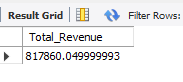 Result Grid Filter Rows:
Total_Revenue
817860.049999993